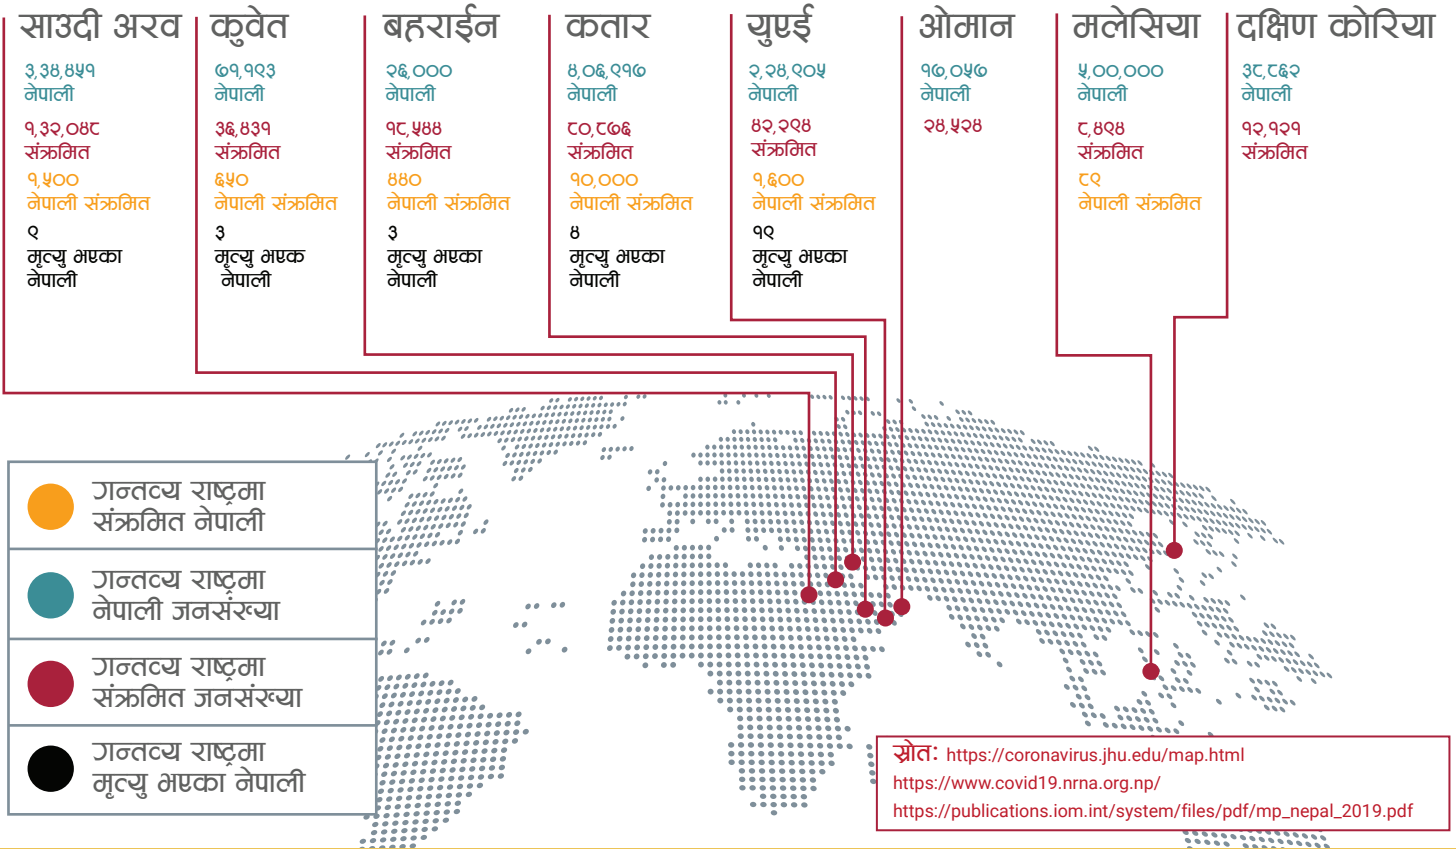 साउदी अरव
३,३४,४५१
नेपाली
१,३२,०४८
संक्रमित
१,५००
नेपाली संक्रमित
९
मृत्यु भएका
नेपाली
कुवेत
७१,१९३
नेपाली
३६,४३१
संक्रमित
६५०
नेपाली संक्रमित
३
मृत्यु भएक
नेपाली
बहराईन
२६,०००
नेपाली
१८,५४४
संक्रमित
४४०
नेपाली संक्रमित
३
मृत्यु भएका
नेपाली
कतार
४,०६,९१७
नेपाली
८०,८७६
संक्रमित
१०,०००
नेपाली संक्रमित
४
मृत्यु भएका
नेपाली
युएई
२,२४,९०५
नेपाली
४२,२९४
संक्रमित
१,६००
नेपाली संक्रमित
१९
मृत्यु भएका
नेपाली
ओमान
१७,०५७
नेपाली
२४,५२४
मलेसिया
५,००,०००
नेपाली
८,४९४
संक्रमित
८९
नेपाली संक्रमित
दक्षिण कोरिया
३८,८६२
नेपाली
१२,१२१
संक्रमित
गन्तव्य राष्ट्रमा
संक्रमित नेपाली
गन्तव्य राष्ट्रमा
नेपाली जनसंख्या
गन्तव्य राष्ट्रमा
संक्रमित जनसंख्या
गन्तव्य राष्ट्रमा
मृत्यु भएका नेपाली
स्रोत: https://coronavirus.jhu.edu/map.html
https://www.covid19.nrna.org.np/
https://publications.iom.int/system/files/pdf/mp_nepal_2019.pdf